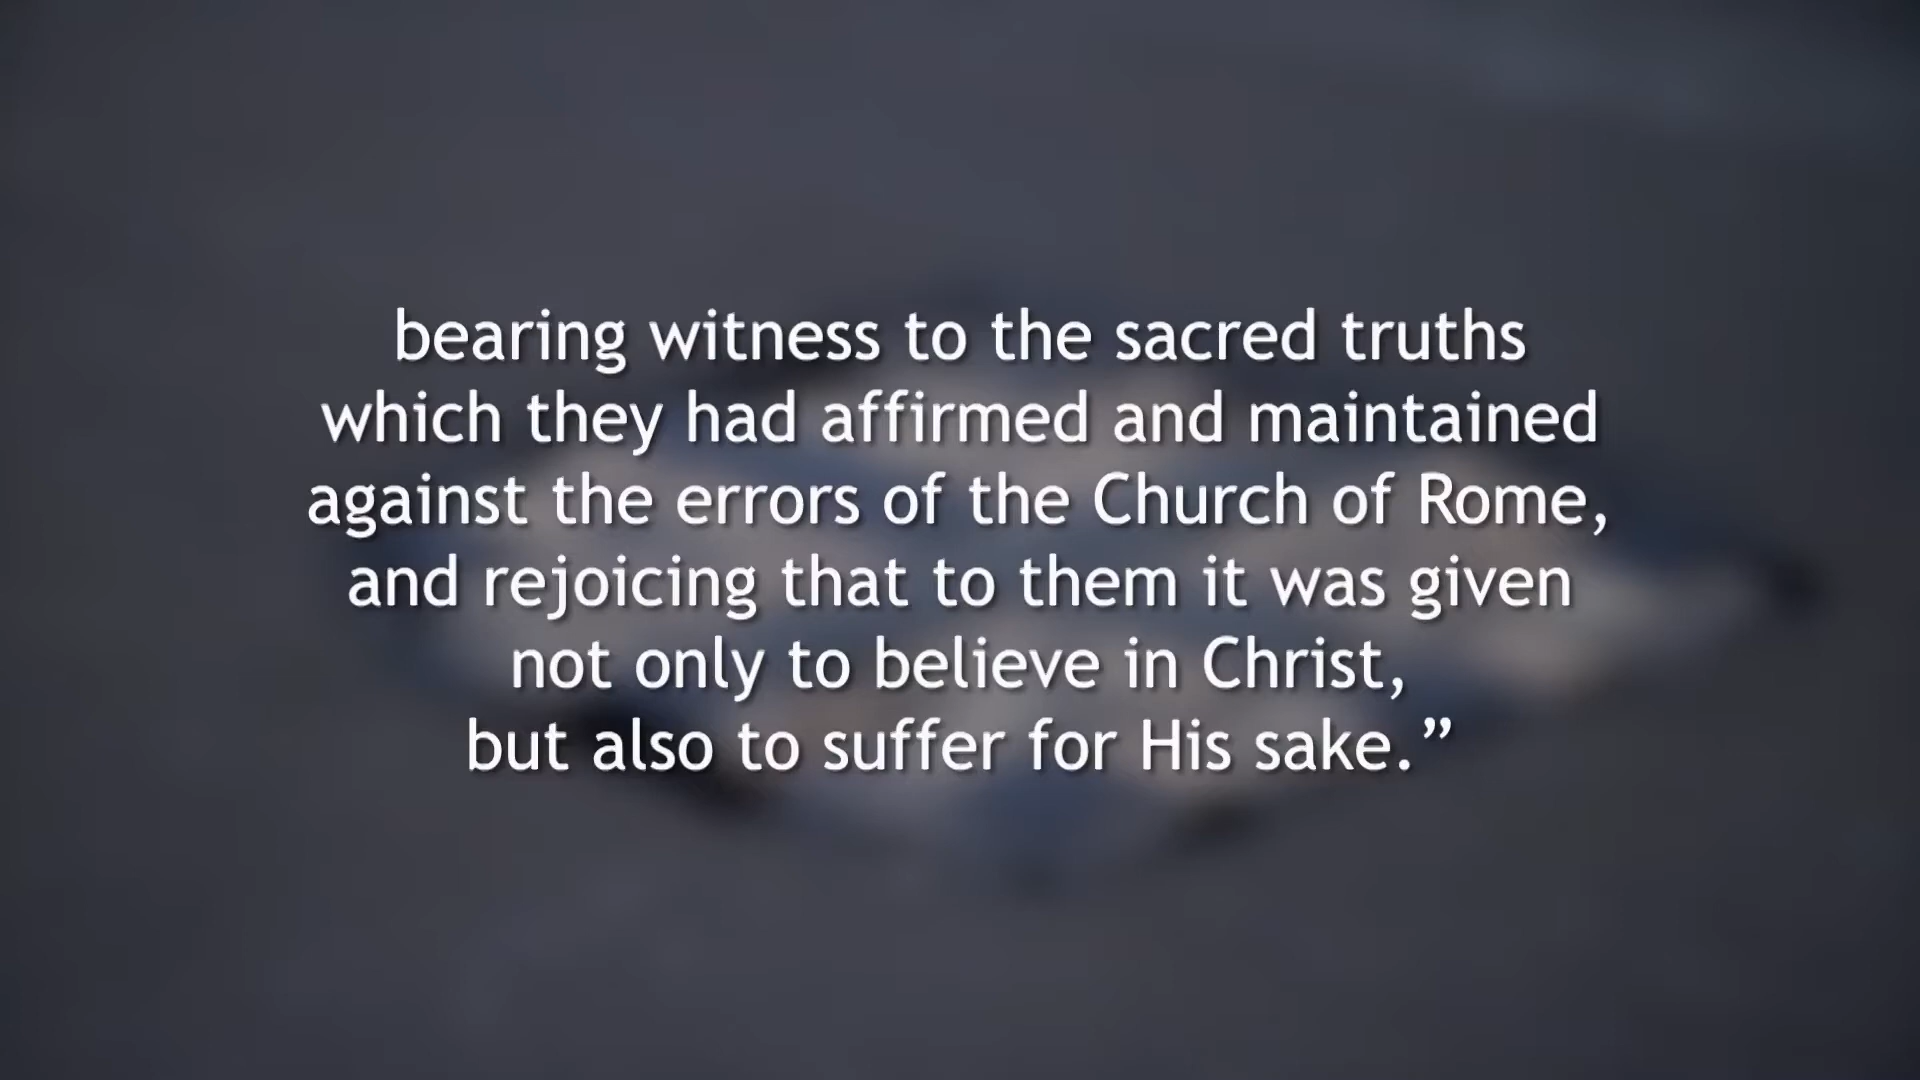 bearing witness to the sacred truths
which they had affirmed and maintained
against the errors of the Church of Rome,
and rejoicing that to them it was given
not only to believe in Christ,
but also to suffer for His sake.”